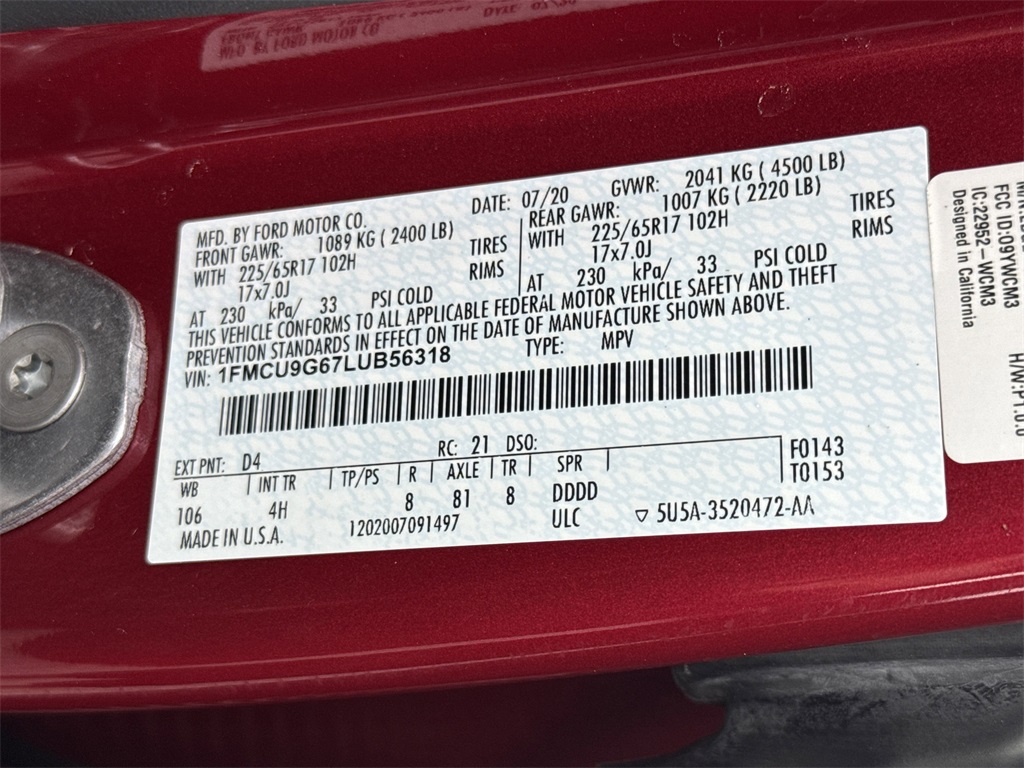 MFD. BY FORD MOTOR CO.
DATE: 07/20
GVWR: 2041 KG ( 4500 LB)
FRONT GAWR: 1089 KG ( 2400 LB)
REAR GAWR: 1007 KG ( 2220 LB)
WITH 225/65R17 102H TIRES
WITH 225/65R17 102H TIRES
17x7.0J RIMS
17x7.0J RIMS
AT 230 kPa/ 33 PSI COLD
AT 230 kPa/ 33 PSI COLD
THIS VEHICLE CONFORMS TO ALL APPLICABLE FEDERAL MOTOR VEHICLE SAFETY AND THEFT
PREVENTION STANDARDS IN EFFECT ON THE DATE OF MANUFACTURE SHOWN ABOVE.
VIN: 1FMCU9G67LUB56318
TYPE: MPV
EXT PNT: D4 RC: 21 DSO:
WB INT TR TP/PS R AXLE TR SPR
F0143
T0153
106 4H 8 81 8 DDDD
MADE IN U.S.A. 1202007091497 ULC ▽ 5U5A-3520472-AA
FCC ID:O9YWCM3
IC:22952-WCM3
Designed in California
H/W:P1.0.0